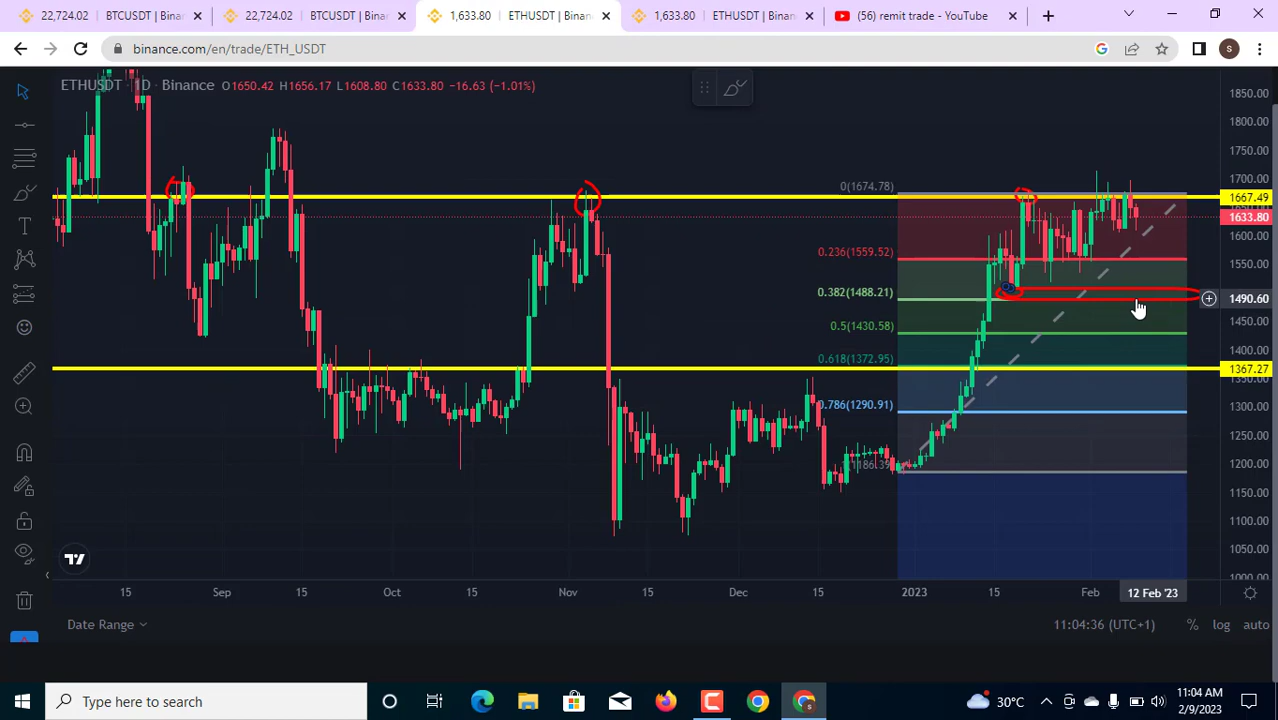 22,724.02 BTCUSDT | Binan
22,724.02 BTCUSDT | Binan
1,633.80 ETHUSDT | Binan
1,633.80 ETHUSDT | Binan
(56) remit trade - YouTube
binance.com/en/trade/ETH_USDT
S
ETHUSDT · 1D · Binance O1650.42 H1656.17 L1608.80 C1633.80 −16.63 (−1.01%)
1850.00
1800.00
1750.00
1700.00
0(1674.78)
1667.49
1633.80
1600.00
0.236(1559.52)
1550.00
0.382(1488.21)
1490.60
0.5(1430.58)
1450.00
1400.00
0.618(1372.95)
1367.27
1350.00
0.786(1290.91)
1300.00
1250.00
1200.00
1150.00
1100.00
1050.00
1000.00
15 Sep 15 Oct 15 Nov 15 Dec 15 2023 15 Feb 12 Feb '23
Date Range
11:04:36 (UTC+1) % log auto
Type here to search
30°C
11:04 AM
2/9/2023